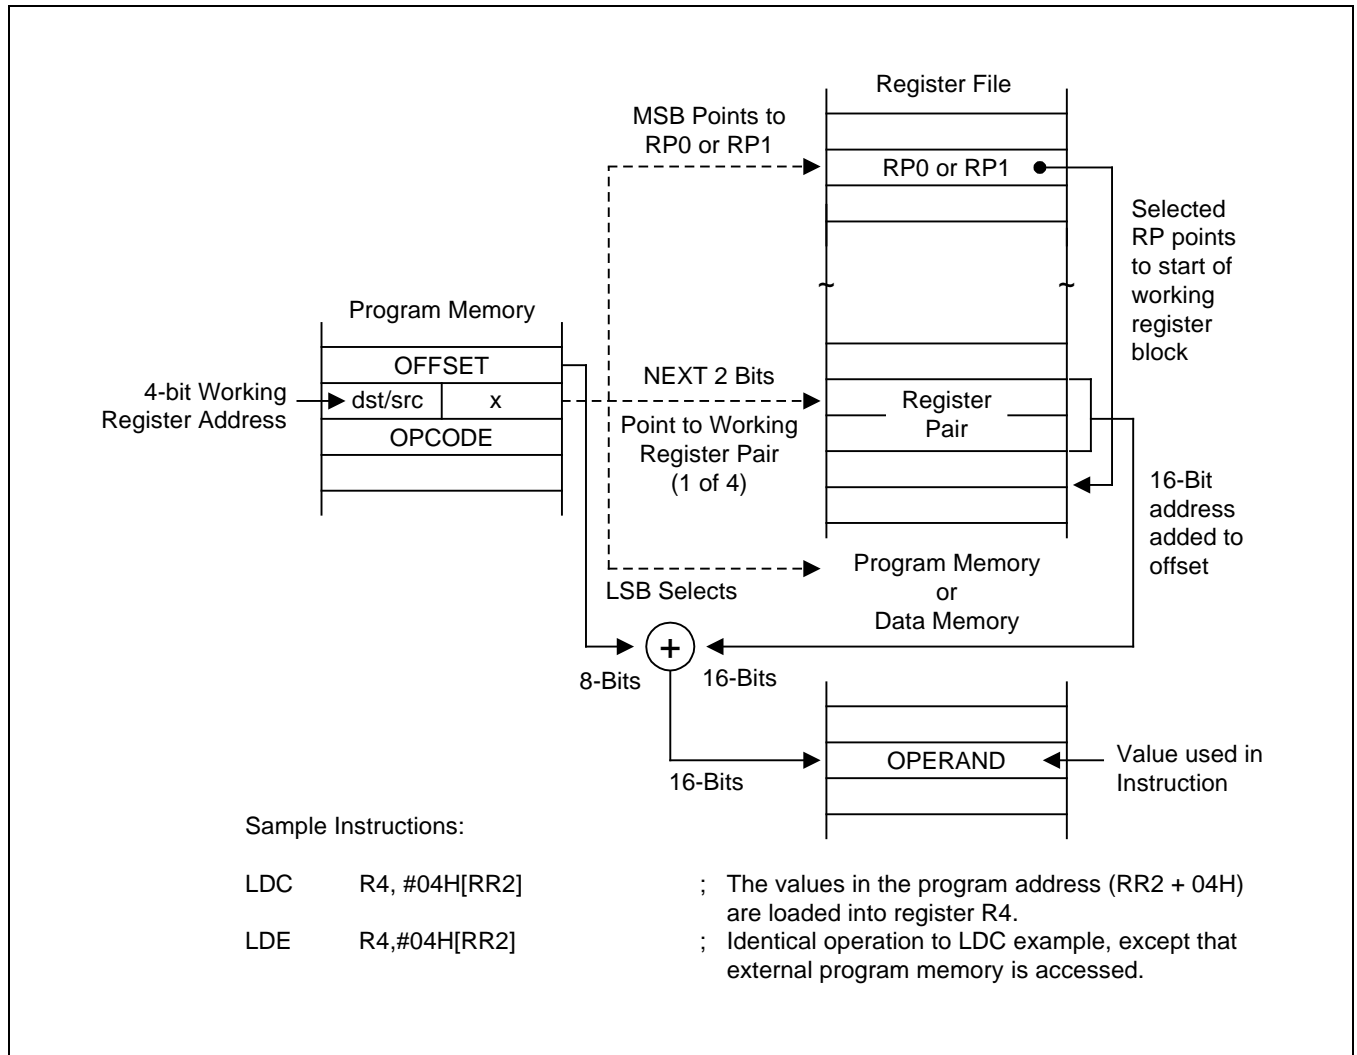 Register File
MSB Points to
RP0 or RP1
RP0 or RP1
Selected
RP points
to start of
working
register
block
Program Memory
OFFSET
4-bit Working
Register Address
dst/src
x
OPCODE
NEXT 2 Bits
Point to Working
Register Pair
(1 of 4)
Register
Pair
16-Bit
address
added to
offset
LSB Selects
Program Memory
or
Data Memory
+
8-Bits
16-Bits
16-Bits
OPERAND
Value used in
Instruction
Sample Instructions:
LDC R4, #04H[RR2] ; The values in the program address (RR2 + 04H)
are loaded into register R4.
LDE R4,#04H[RR2] ; Identical operation to LDC example, except that
external program memory is accessed.